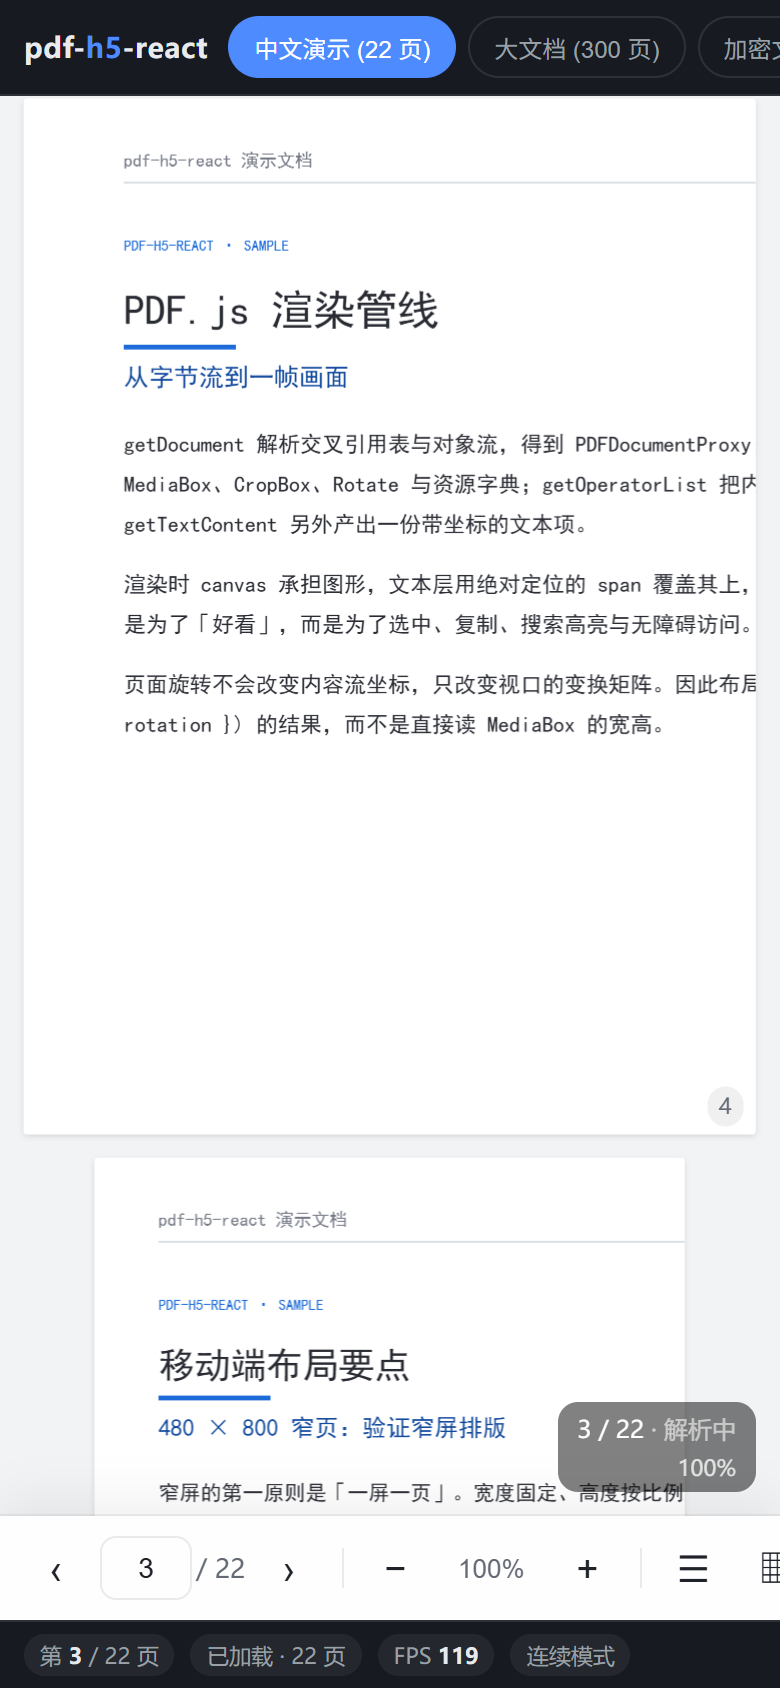 pdf-h5-react 中文演示 (22 页) 大文档 (300 页) 加密
pdf-h5-react 演示文档
PDF-H5-REACT · SAMPLE
PDF.js 渲染管线
从字节流到一帧画面
getDocument 解析交叉引用表与对象流，得到 PDFDocumentProxy
MediaBox、CropBox、Rotate 与资源字典；getOperatorList 把内
getTextContent 另外产出一份带坐标的文本项。
渲染时 canvas 承担图形，文本层用绝对定位的 span 覆盖其上，
是为了「好看」，而是为了选中、复制、搜索高亮与无障碍访问。
页面旋转不会改变内容流坐标，只改变视口的变换矩阵。因此布局
rotation }）的结果，而不是直接读 MediaBox 的宽高。
4
pdf-h5-react 演示文档
PDF-H5-REACT · SAMPLE
移动端布局要点
480 × 800 窄页：验证窄屏排版
3 / 22 · 解析中
100%
窄屏的第一原则是「一屏一页」。宽度固定、高度按比例
‹ 3 / 22 › − 100% + ☰
第 3 / 22 页 已加载 · 22 页 FPS 119 连续模式